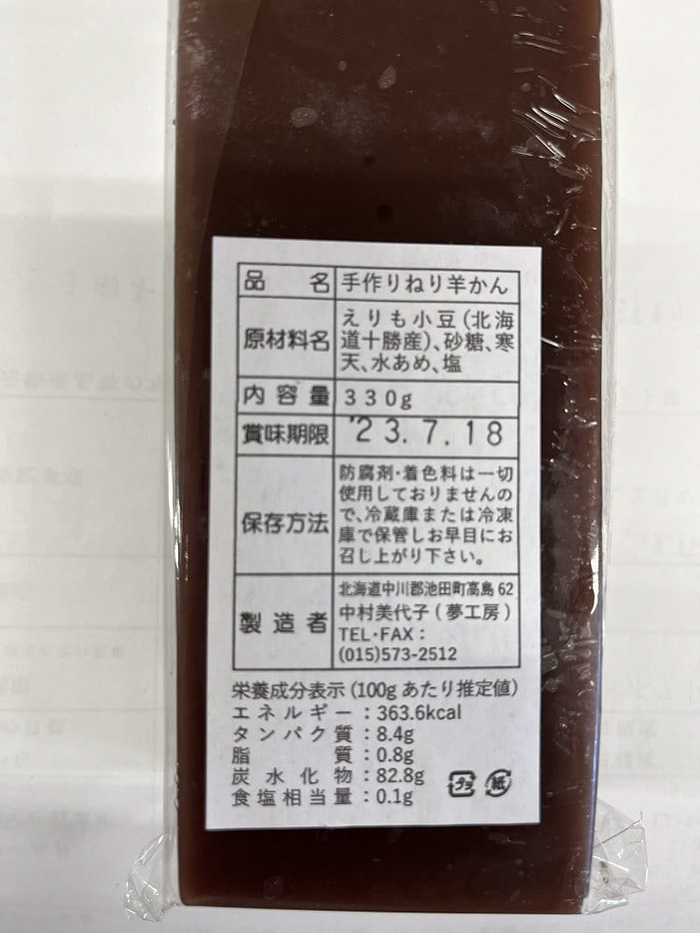 品名 手作りねり羊かん
原材料名 えりも小豆(北海
道十勝産)、砂糖、寒
天、水あめ、塩
内容量 330g
賞味期限 '23.7.18
保存方法 防腐剤・着色料は一切
使用しておりませんの
で、冷蔵庫または冷凍
庫で保管しお早目にお
召し上がり下さい。
製造者 北海道中川郡池田町高島62
中村美代子(夢工房)
TEL・FAX:
(015)573-2512
栄養成分表示(100gあたり推定値)
エネルギー:363.6kcal
タンパク質:8.4g
脂質:0.8g
炭水化物:82.8g
食塩相当量:0.1g
プラ 紙